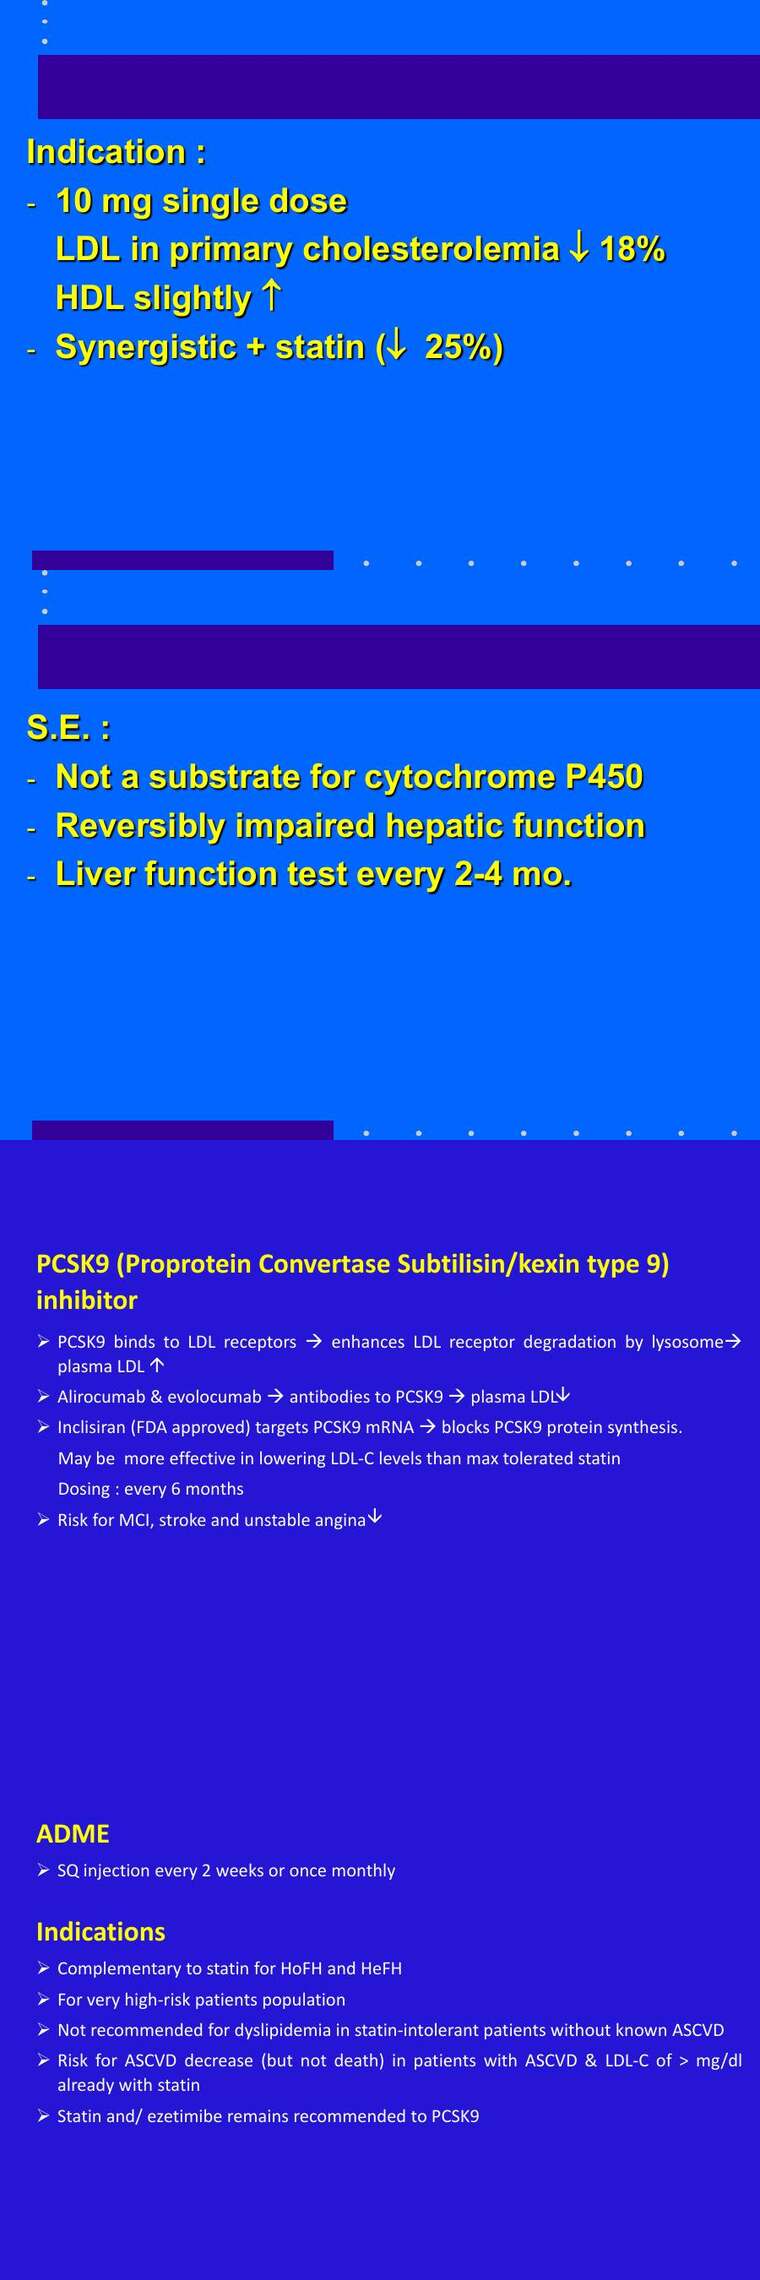 Indication :
- 10 mg single dose
LDL in primary cholesterolemia ↓ 18%
HDL slightly ↑
- Synergistic + statin (↓ 25%)
S.E. :
- Not a substrate for cytochrome P450
- Reversibly impaired hepatic function
- Liver function test every 2-4 mo.
PCSK9 (Proprotein Convertase Subtilisin/kexin type 9)
inhibitor
➢ PCSK9 binds to LDL receptors → enhances LDL receptor degradation by lysosome→
plasma LDL ↑
➢ Alirocumab & evolocumab → antibodies to PCSK9 → plasma LDL↓
➢ Inclisiran (FDA approved) targets PCSK9 mRNA → blocks PCSK9 protein synthesis.
May be more effective in lowering LDL-C levels than max tolerated statin
Dosing : every 6 months
➢ Risk for MCI, stroke and unstable angina↓
ADME
➢ SQ injection every 2 weeks or once monthly
Indications
➢ Complementary to statin for HoFH and HeFH
➢ For very high-risk patients population
➢ Not recommended for dyslipidemia in statin-intolerant patients without known ASCVD
➢ Risk for ASCVD decrease (but not death) in patients with ASCVD & LDL-C of > mg/dl
already with statin
➢ Statin and/ ezetimibe remains recommended to PCSK9